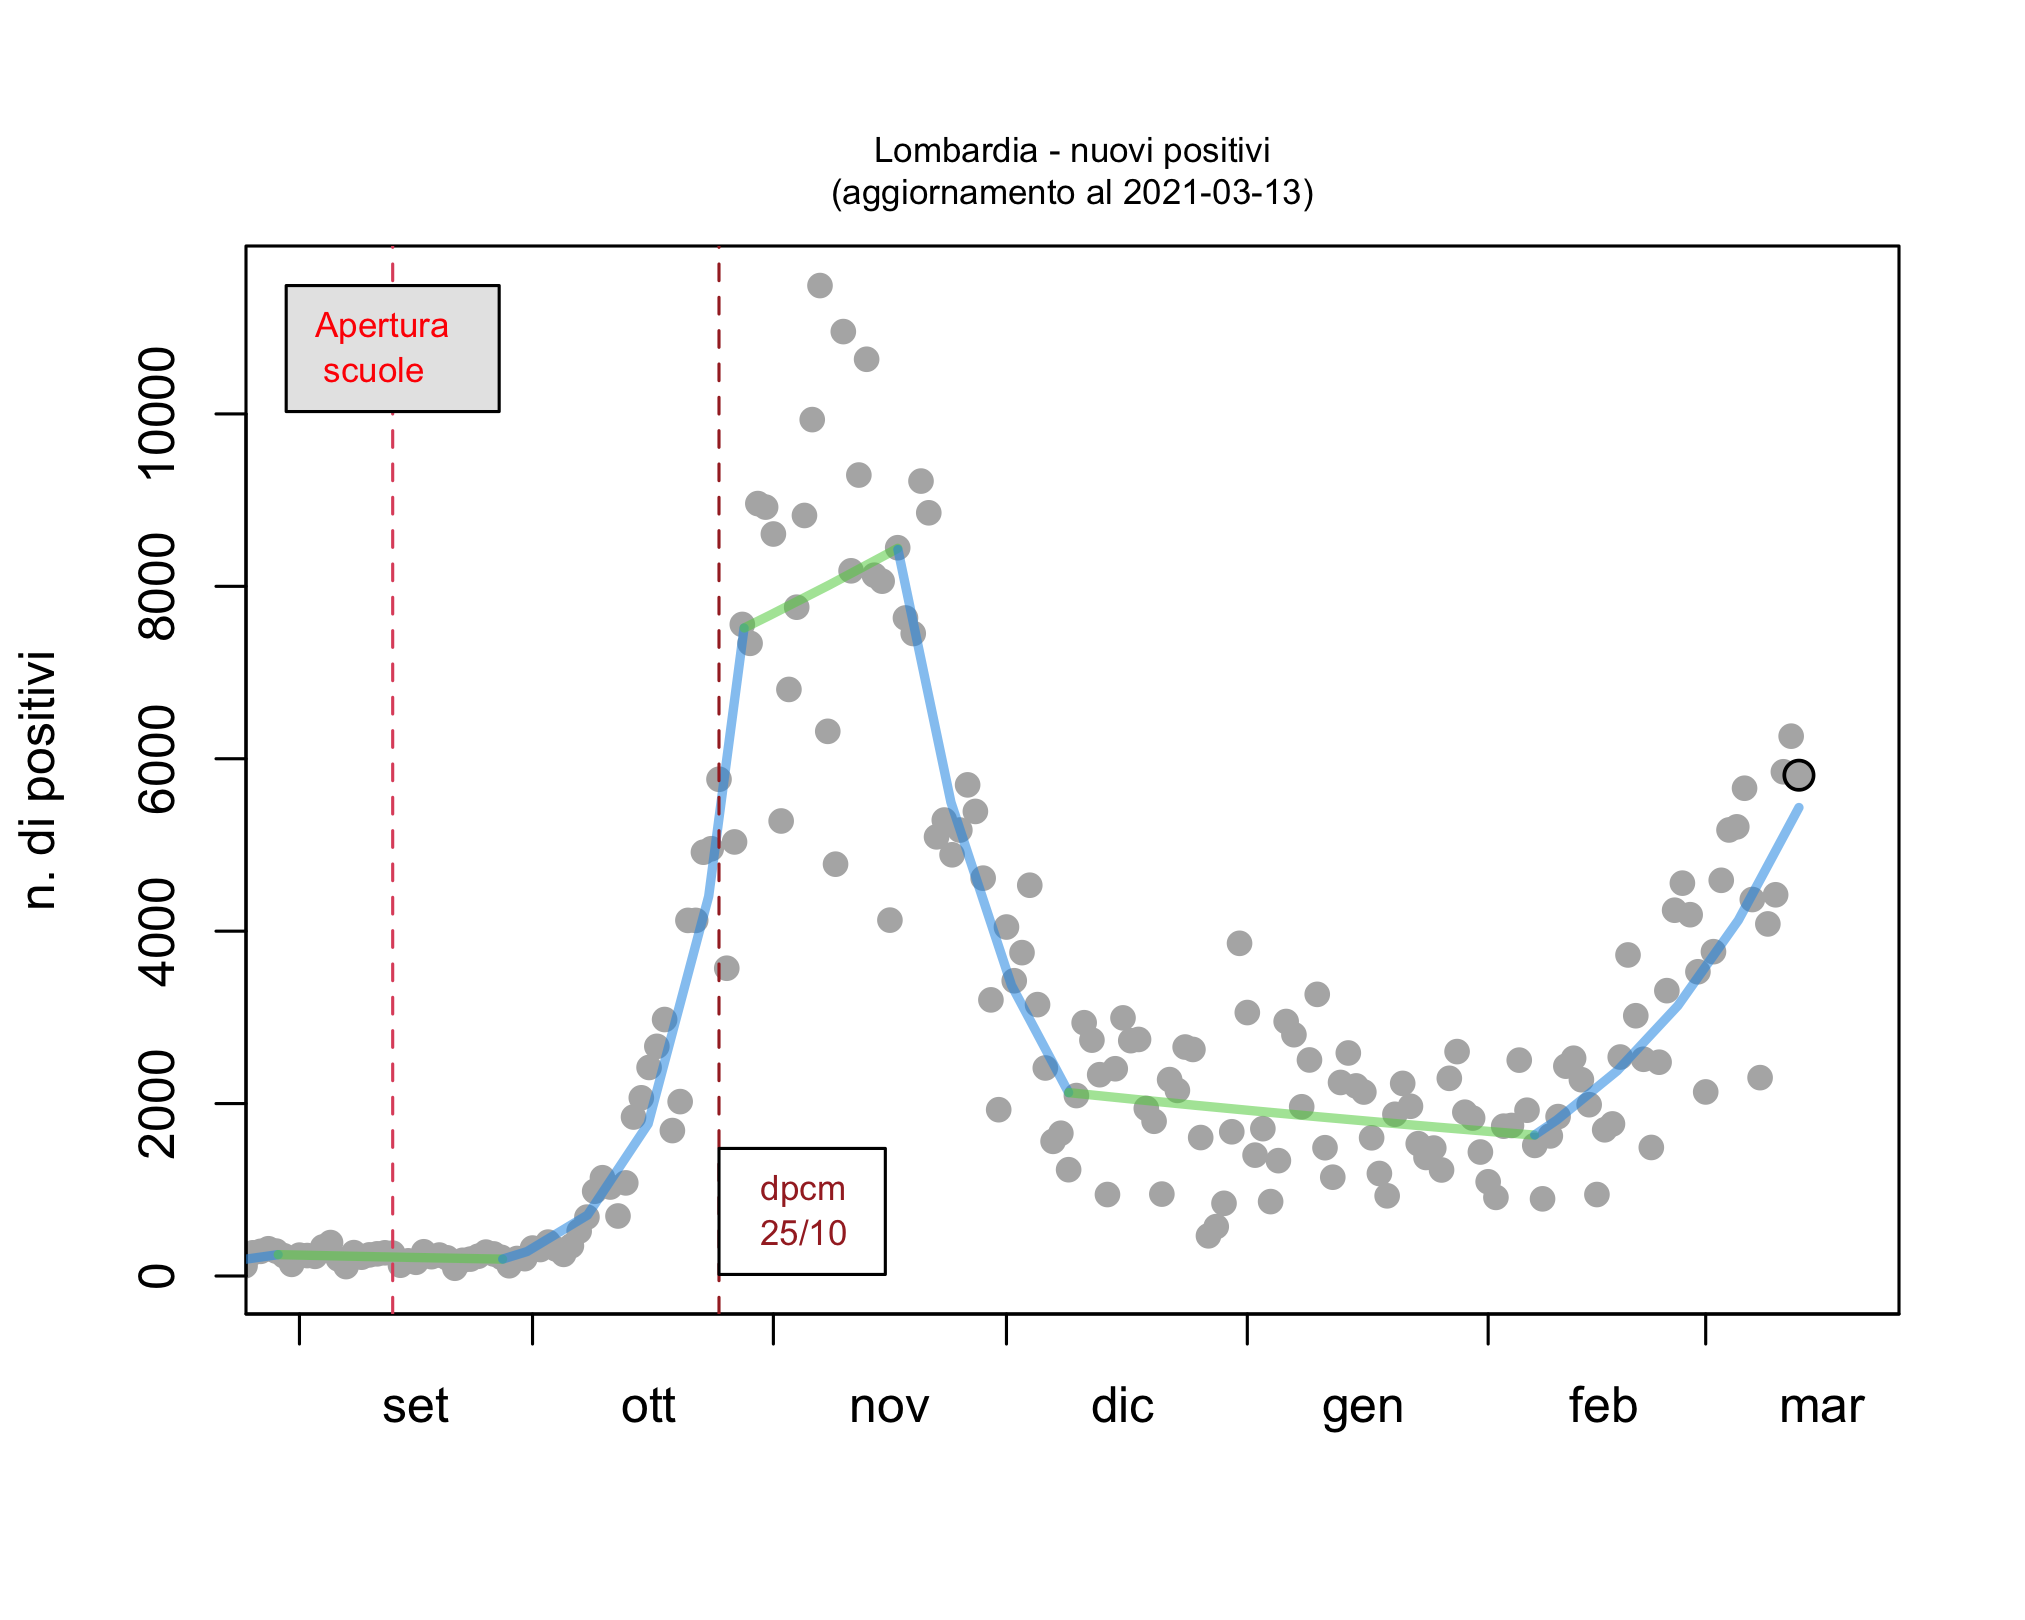 Lombardia - nuovi positivi
(aggiornamento al 2021-03-13)
Apertura
scuole
n. di positivi
10000
8000
6000
4000
2000
0
dpcm
25/10
set ott nov dic gen feb mar